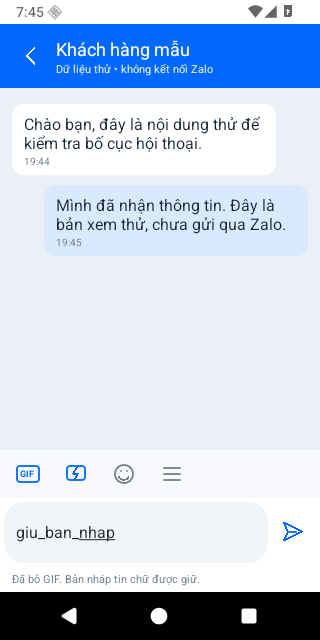 7:45
Khách hàng mẫu
Dữ liệu thử • không kết nối Zalo
Chào bạn, đây là nội dung thử để
kiểm tra bố cục hội thoại.
19:44
Mình đã nhận thông tin. Đây là
bản xem thử, chưa gửi qua Zalo.
19:45
GIF
giu_ban_nhap
Đã bỏ GIF. Bản nháp tin chữ được giữ.